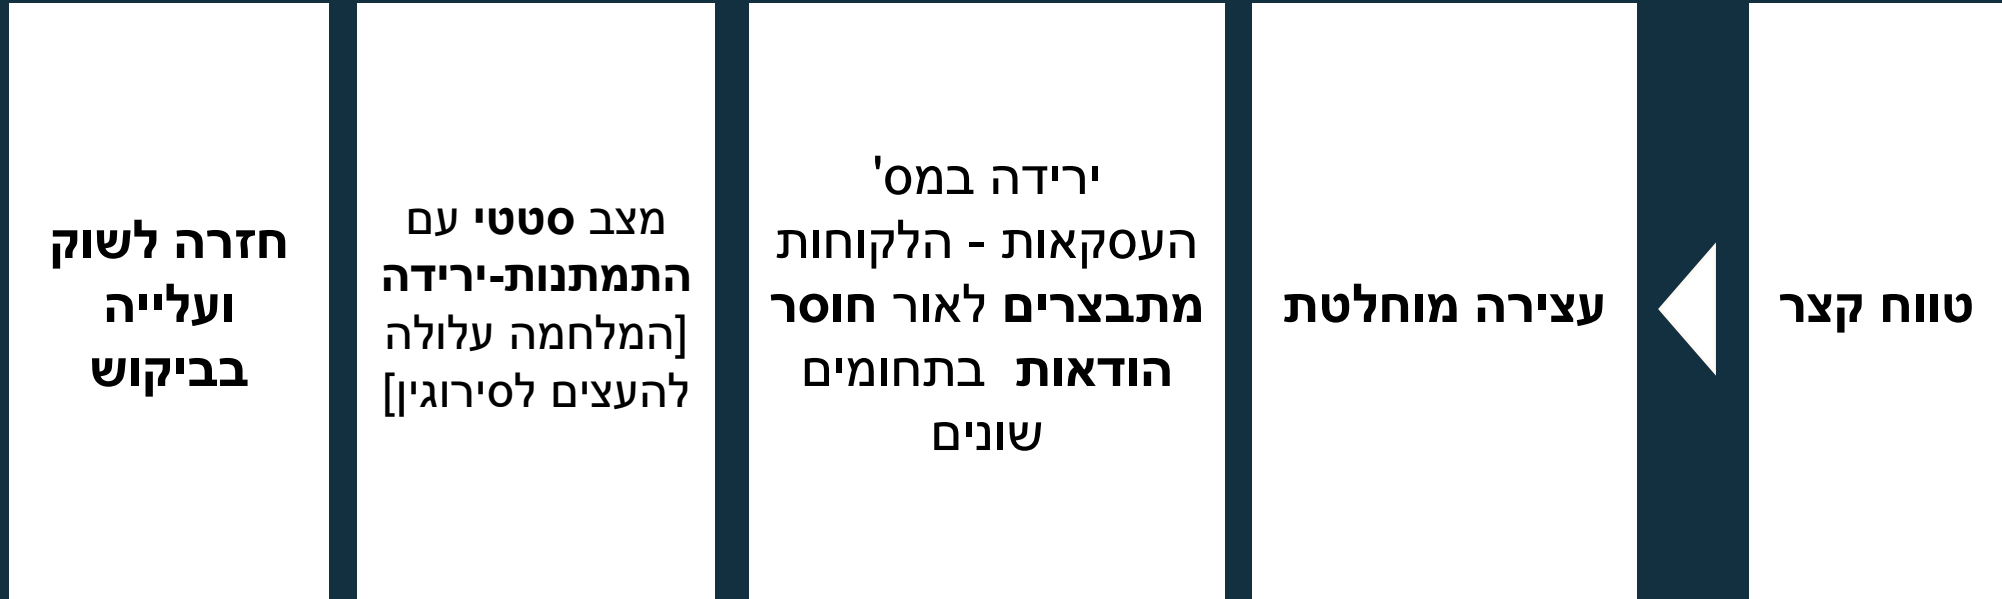 טווח קצר
עצירה מוחלטת
ירידה במס'
העסקאות - הלקוחות
מתבצרים לאור חוסר
הודאות בתחומים
שונים
מצב סטטי עם
התמתנות-ירידה
[המלחמה עלולה
להעצים לסירוגין]
חזרה לשוק
ועלייה
בביקוש